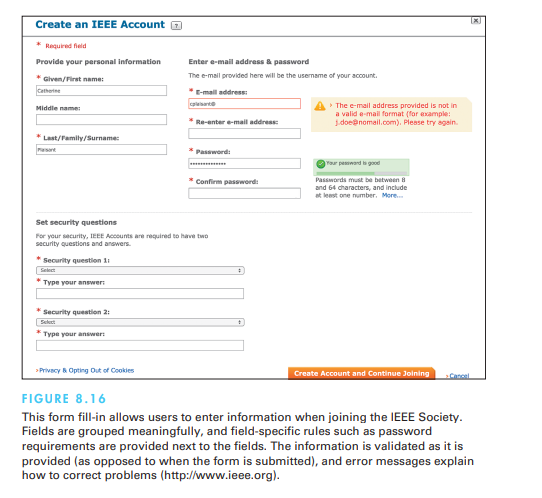 Create an IEEE Account ?
x
* Required field
Provide your personal information
* Given/First name:
Catherine
Middle name:
* Last/Family/Surname:
Plaisant
Enter e-mail address & password
The e-mail provided here will be the username of your account.
* E-mail address:
cplaisant@
The e-mail address provided is not in
a valid e-mail format (for example:
j.doe@nomail.com). Please try again.
* Re-enter e-mail address:
* Password:
••••••••••••••
Your password is good
Passwords must be between 8
and 64 characters, and include
at least one number. More...
* Confirm password:
Set security questions
For your security, IEEE Accounts are required to have two
security questions and answers.
* Security question 1:
Select
* Type your answer:
* Security question 2:
Select
* Type your answer:
›Privacy & Opting Out of Cookies
Create Account and Continue Joining
›Cancel
FIGURE 8.16
This form fill-in allows users to enter information when joining the IEEE Society.
Fields are grouped meaningfully, and field-specific rules such as password
requirements are provided next to the fields. The information is validated as it is
provided (as opposed to when the form is submitted), and error messages explain
how to correct problems (http://www.ieee.org).